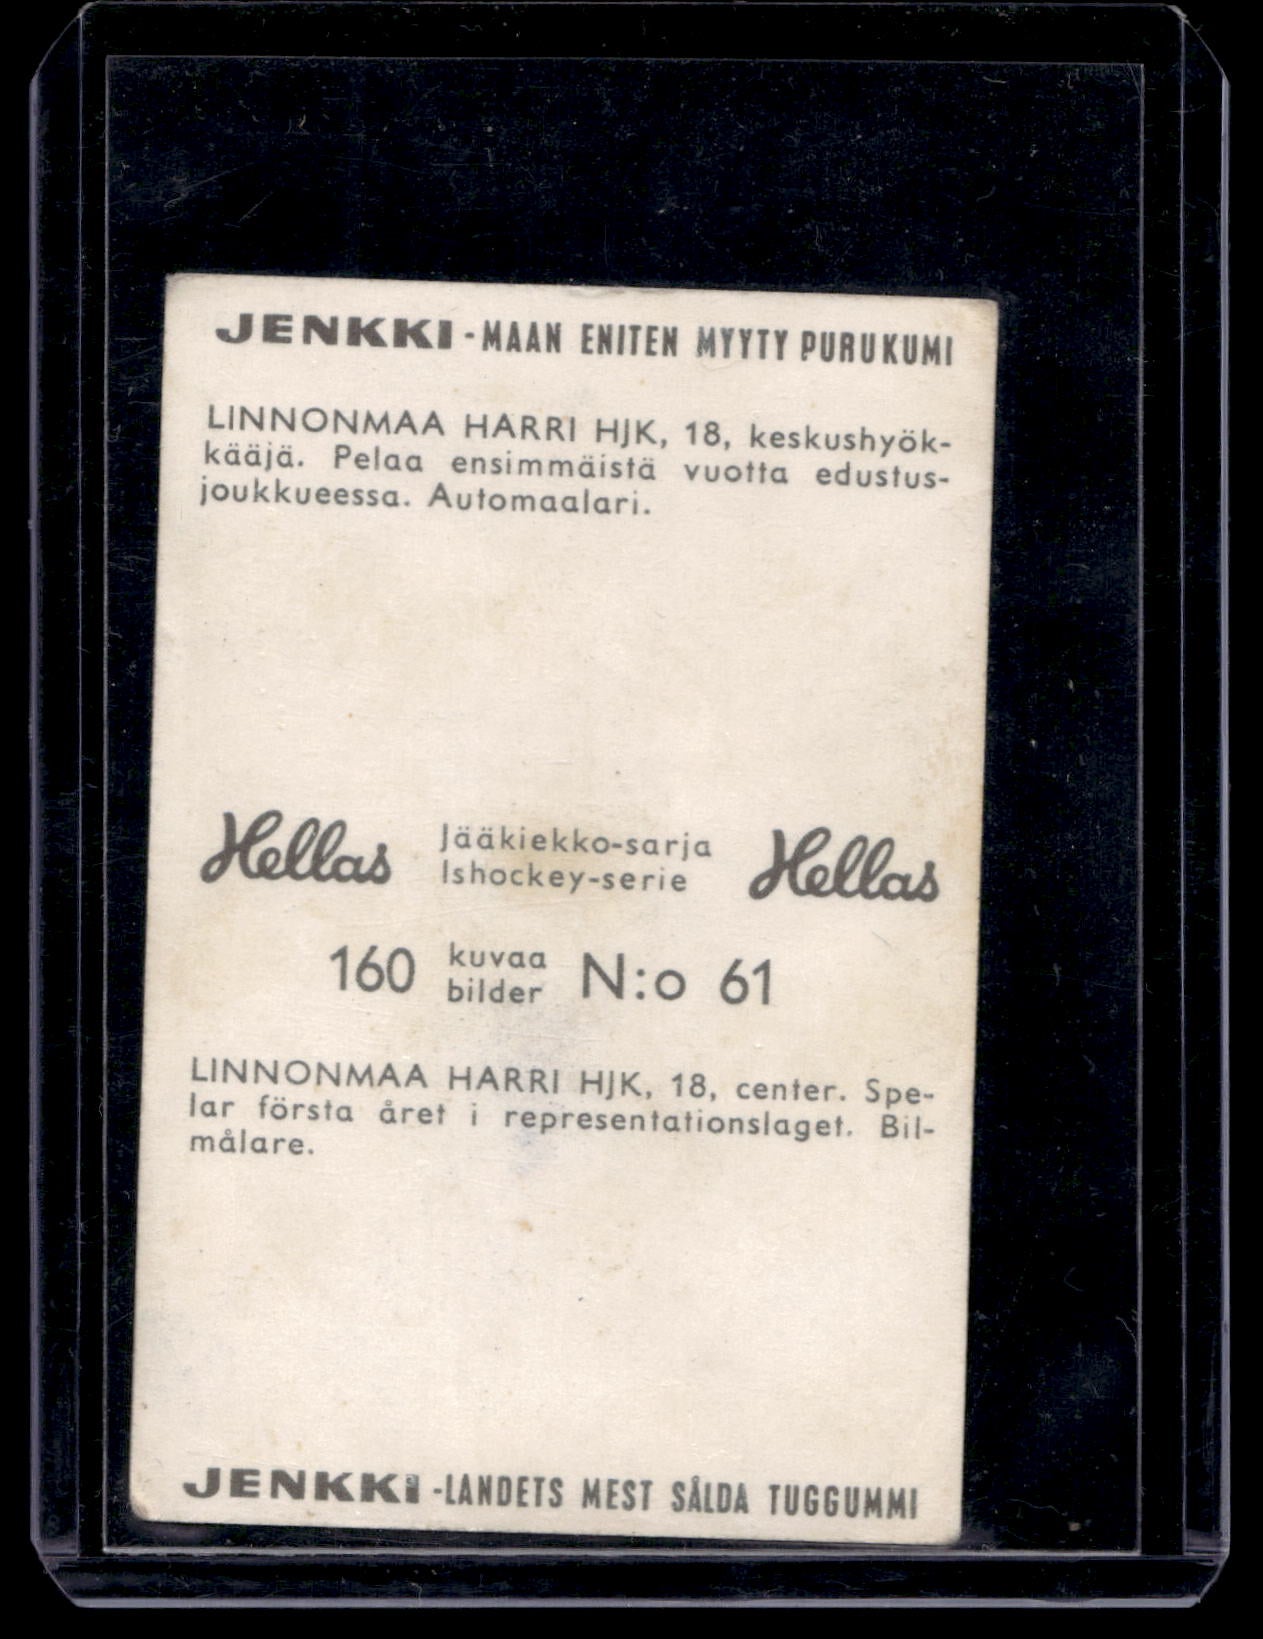 JENKKI - MAAN ENITEN MYYTY PURUKUMI
LINNONMAA HARRI HJK, 18, keskushyök-
kääjä. Pelaa ensimmäistä vuotta edustus-
joukkueessa. Automaalari.
Hellas Jääkiekko-sarja Hellas
Ishockey-serie
160 kuvaa N:o 61
bilder
LINNONMAA HARRI HJK, 18, center. Spe-
lar första året i representationslaget. Bil-
målare.
JENKKI -LANDETS MEST SÅLDA TUGGUMMI